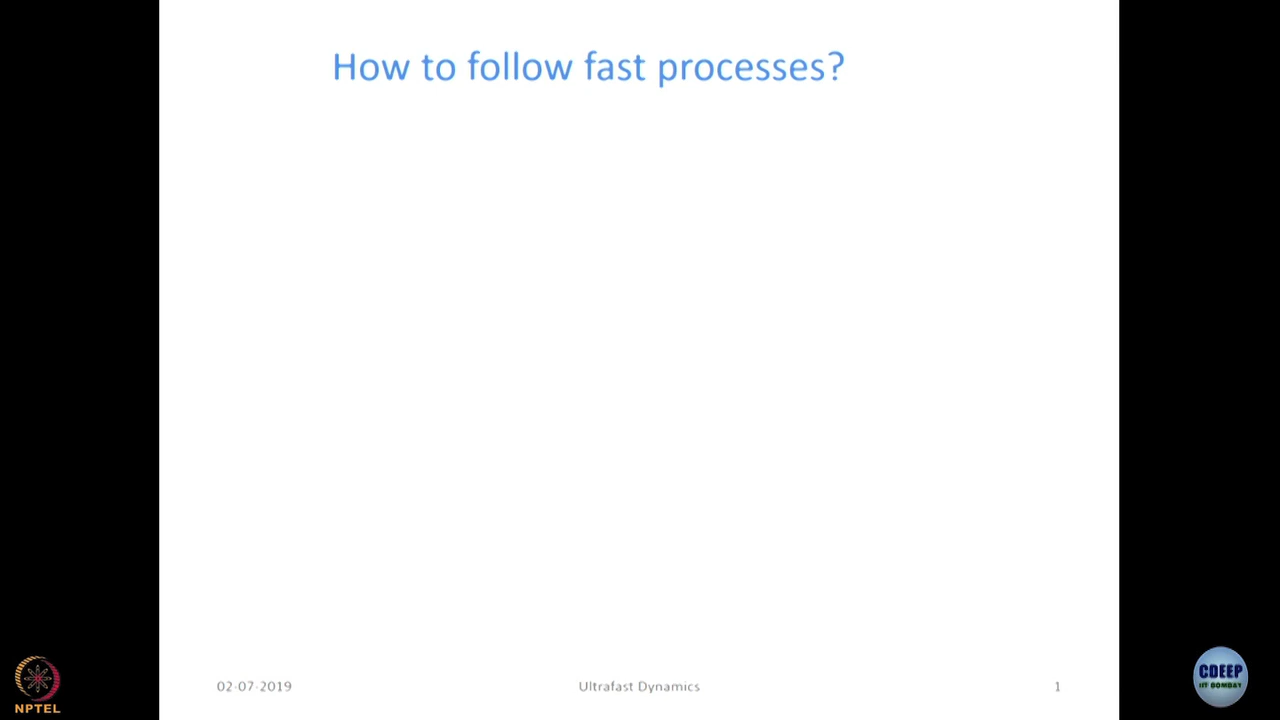 How to follow fast processes?
02-07-2019
Ultrafast Dynamics
1
NPTEL
CDEEP
IIT BOMBAY